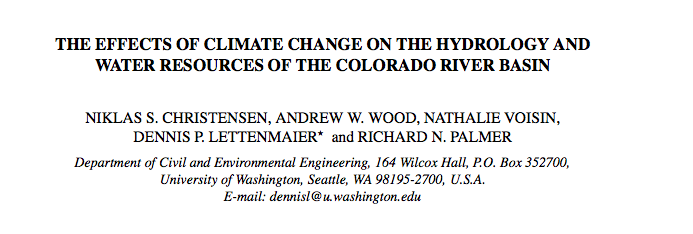 THE EFFECTS OF CLIMATE CHANGE ON THE HYDROLOGY AND
WATER RESOURCES OF THE COLORADO RIVER BASIN
NIKLAS S. CHRISTENSEN, ANDREW W. WOOD, NATHALIE VOISIN,
DENNIS P. LETTENMAIER⋆ and RICHARD N. PALMER
Department of Civil and Environmental Engineering, 164 Wilcox Hall, P.O. Box 352700,
University of Washington, Seattle, WA 98195-2700, U.S.A.
E-mail: dennisl@u.washington.edu